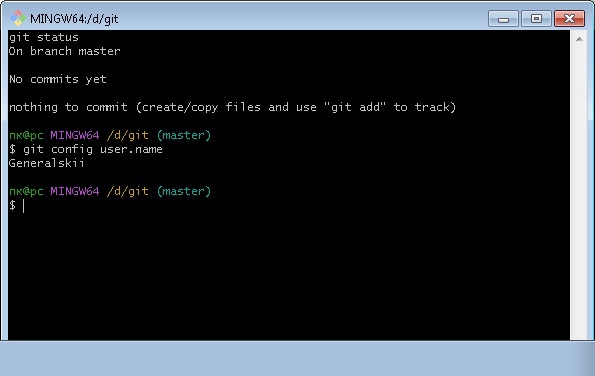 MINGW64:/d/git
git status
On branch master
No commits yet
nothing to commit (create/copy files and use "git add" to track)
пк@pc MINGW64 /d/git (master)
$ git config user.name
Generalskii
пк@pc MINGW64 /d/git (master)
$